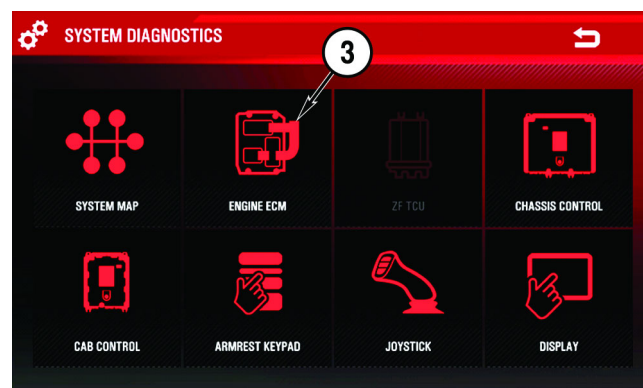 SYSTEM DIAGNOSTICS
3
SYSTEM MAP
ENGINE ECM
ZF TCU
CHASSIS CONTROL
CAB CONTROL
ARMREST KEYPAD
JOYSTICK
DISPLAY